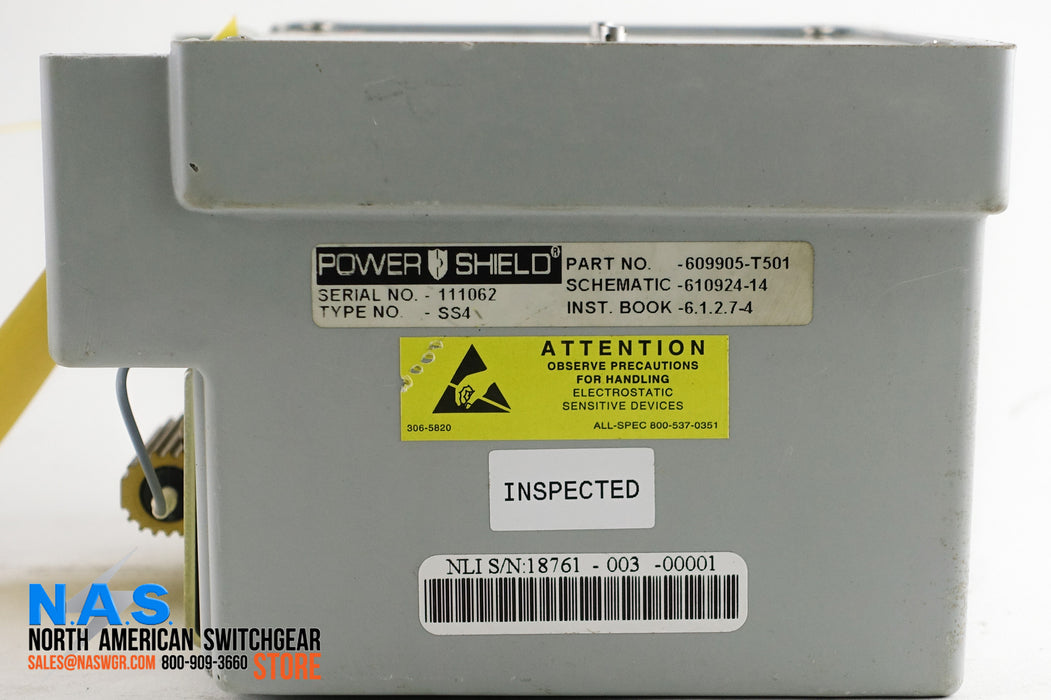 POWER SHIELD®
SERIAL NO. - 111062
TYPE NO. - SS4
PART NO. -609905-T501
SCHEMATIC -610924-14
INST. BOOK -6.1.2.7-4
ATTENTION
OBSERVE PRECAUTIONS
FOR HANDLING
ELECTROSTATIC
SENSITIVE DEVICES
306-5820
ALL-SPEC 800-537-0351
INSPECTED
NLI S/N:18761 - 003 -00001
N.A.S.
NORTH AMERICAN SWITCHGEAR
SALES@NASWGR.COM 800-909-3660 STORE